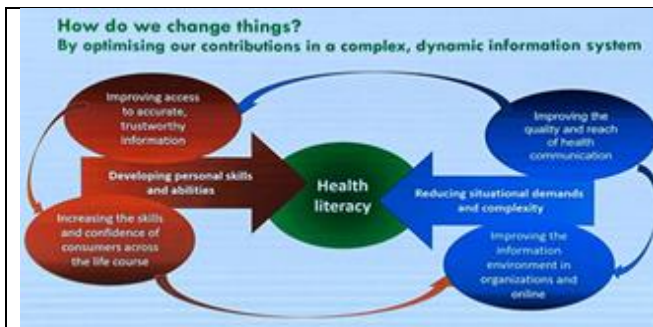 How do we change things?
By optimising our contributions in a complex, dynamic information system
Improving access
to accurate,
trustworthy
information
Improving the
quality and reach
of health
communication
Developing personal skills
and abilities
Health
literacy
Reducing situational demands
and complexity
Increasing the skills
and confidence of
consumers across
the life course
Improving the
information
environment in
organizations and
online